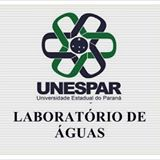 UNESPAR
Universidade Estadual do Paraná
LABORATÓRIO DE
ÁGUAS